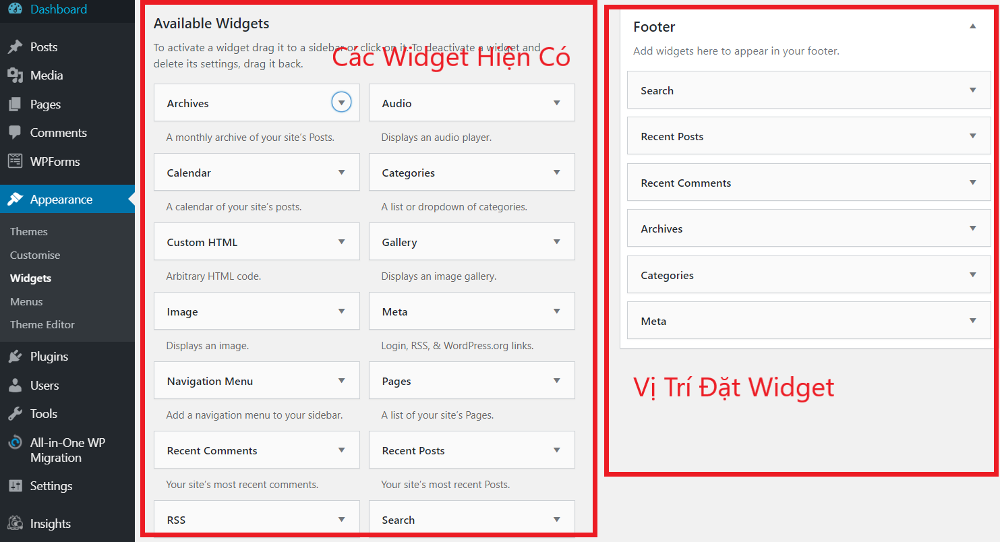 Dashboard
Posts
Media
Pages
Comments
WPForms
Appearance
Themes
Customise
Widgets
Menus
Theme Editor
Plugins
Users
Tools
All-in-One WP
Migration
Settings
Insights
Available Widgets
To activate a widget drag it to a sidebar or click on it. To deactivate a widget and
delete its settings, drag it back.
Các Widget Hiện Có
Archives
Audio
A monthly archive of your site’s Posts.
Displays an audio player.
Calendar
Categories
A calendar of your site’s posts.
A list or dropdown of categories.
Custom HTML
Gallery
Arbitrary HTML code.
Displays an image gallery.
Image
Meta
Displays an image.
Login, RSS, & WordPress.org links.
Navigation Menu
Pages
Add a navigation menu to your sidebar.
A list of your site’s Pages.
Recent Comments
Recent Posts
Your site’s most recent comments.
Your site’s most recent Posts.
RSS
Search
Footer
Add widgets here to appear in your footer.
Search
Recent Posts
Recent Comments
Archives
Categories
Meta
Vị Trí Đặt Widget